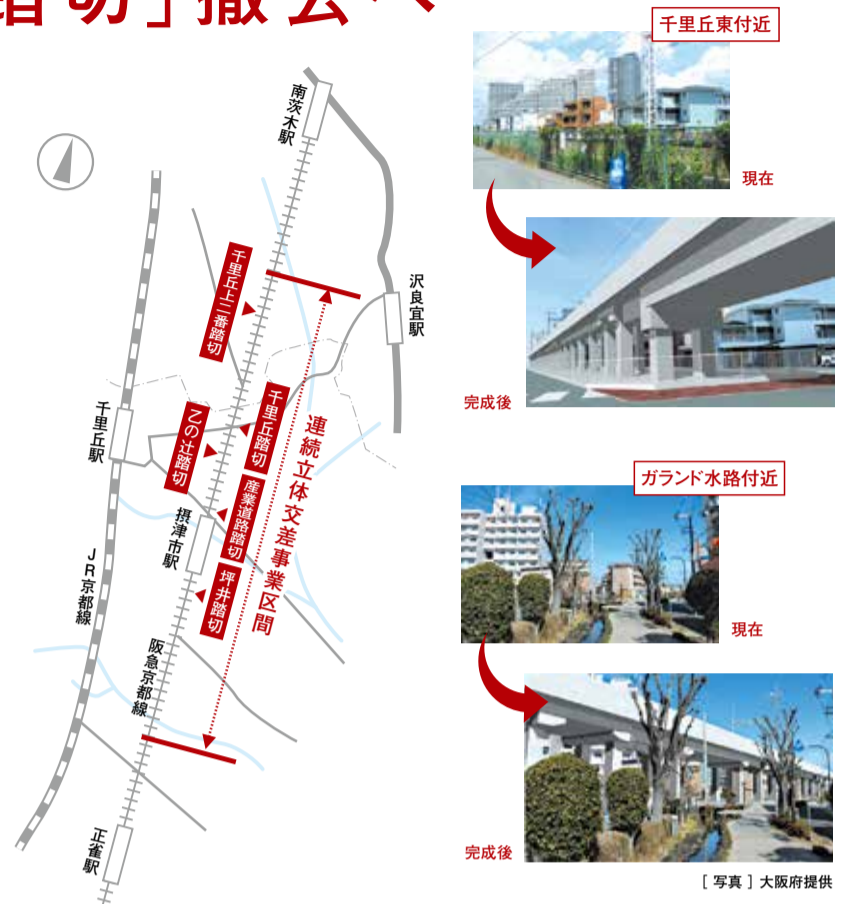 踏切」撤去へ
南茨木駅
千里丘上二番踏切
沢良宜駅
千里丘駅
千里丘踏切
乙の辻踏切
連続立体交差事業区間
産業道路踏切
摂津市駅
坪井踏切
JR京都線
阪急京都線
正雀駅
千里丘東付近
現在
完成後
ガランド水路付近
現在
完成後
[ 写真 ] 大阪府提供